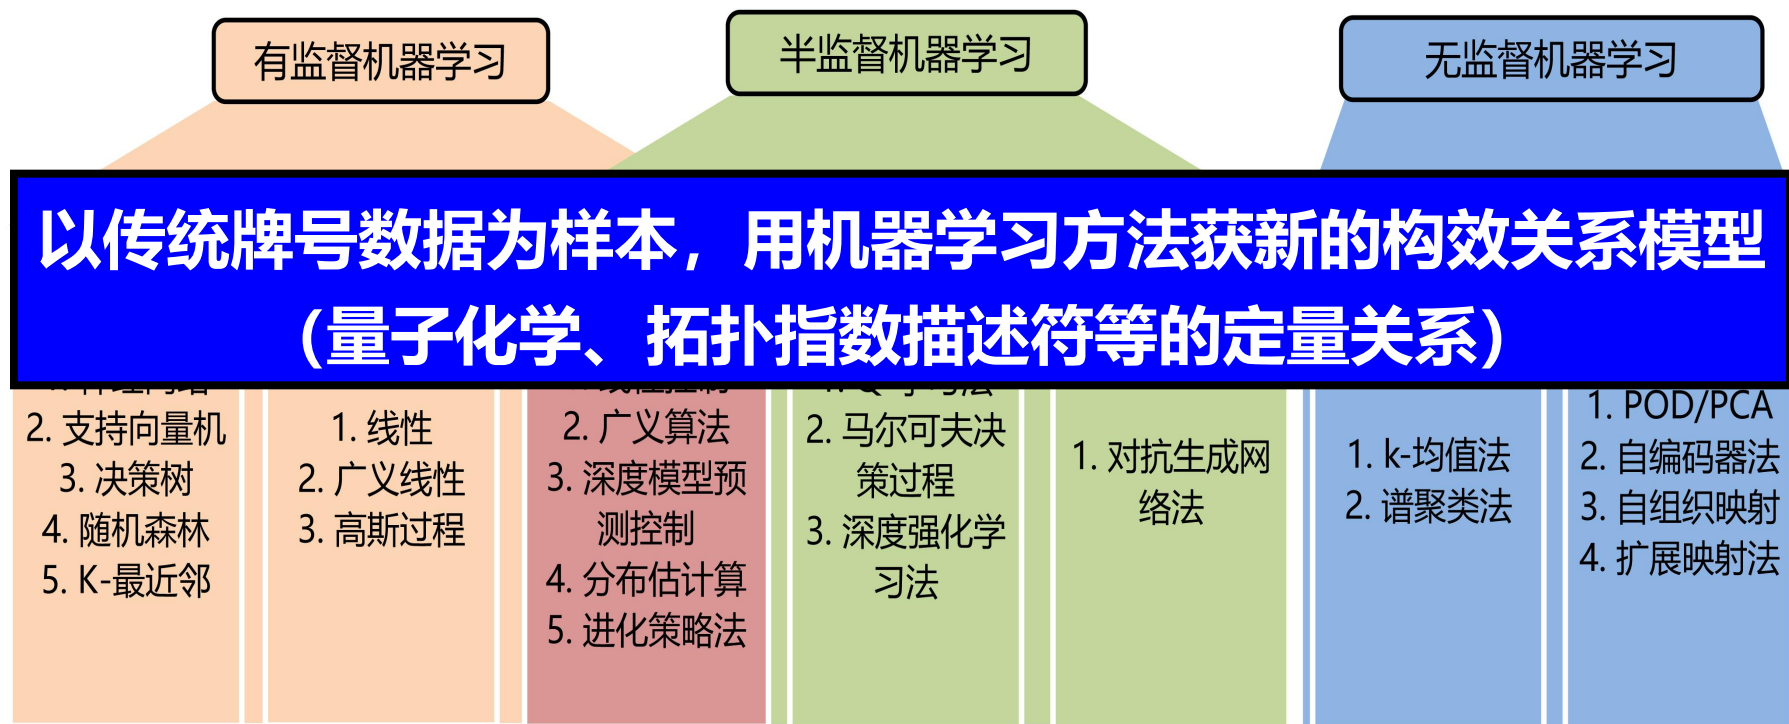 有监督机器学习
半监督机器学习
无监督机器学习
以传统牌号数据为样本，用机器学习方法获新的构效关系模型
（量子化学、拓扑指数描述符等的定量关系）
2. 支持向量机
3. 决策树
4. 随机森林
5. K-最近邻
1. 线性
2. 广义线性
3. 高斯过程
2. 广义算法
3. 深度模型预
测控制
4. 分布估计算
5. 进化策略法
2. 马尔可夫决
策过程
3. 深度强化学
习法
1. 对抗生成网
络法
1. k-均值法
2. 谱聚类法
1. POD/PCA
2. 自编码器法
3. 自组织映射
4. 扩展映射法